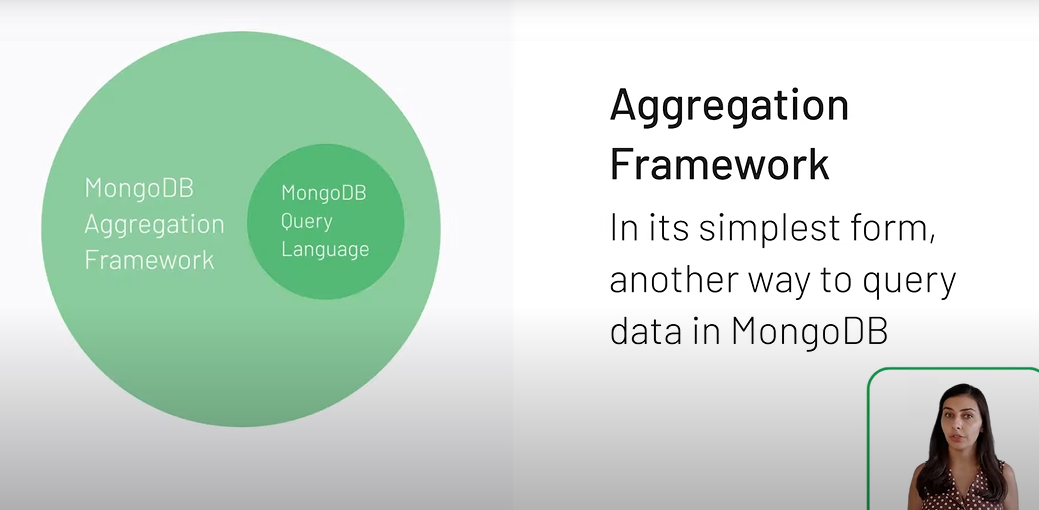 MongoDB
Aggregation
Framework
MongoDB
Query
Language
Aggregation
Framework
In its simplest form,
another way to query
data in MongoDB